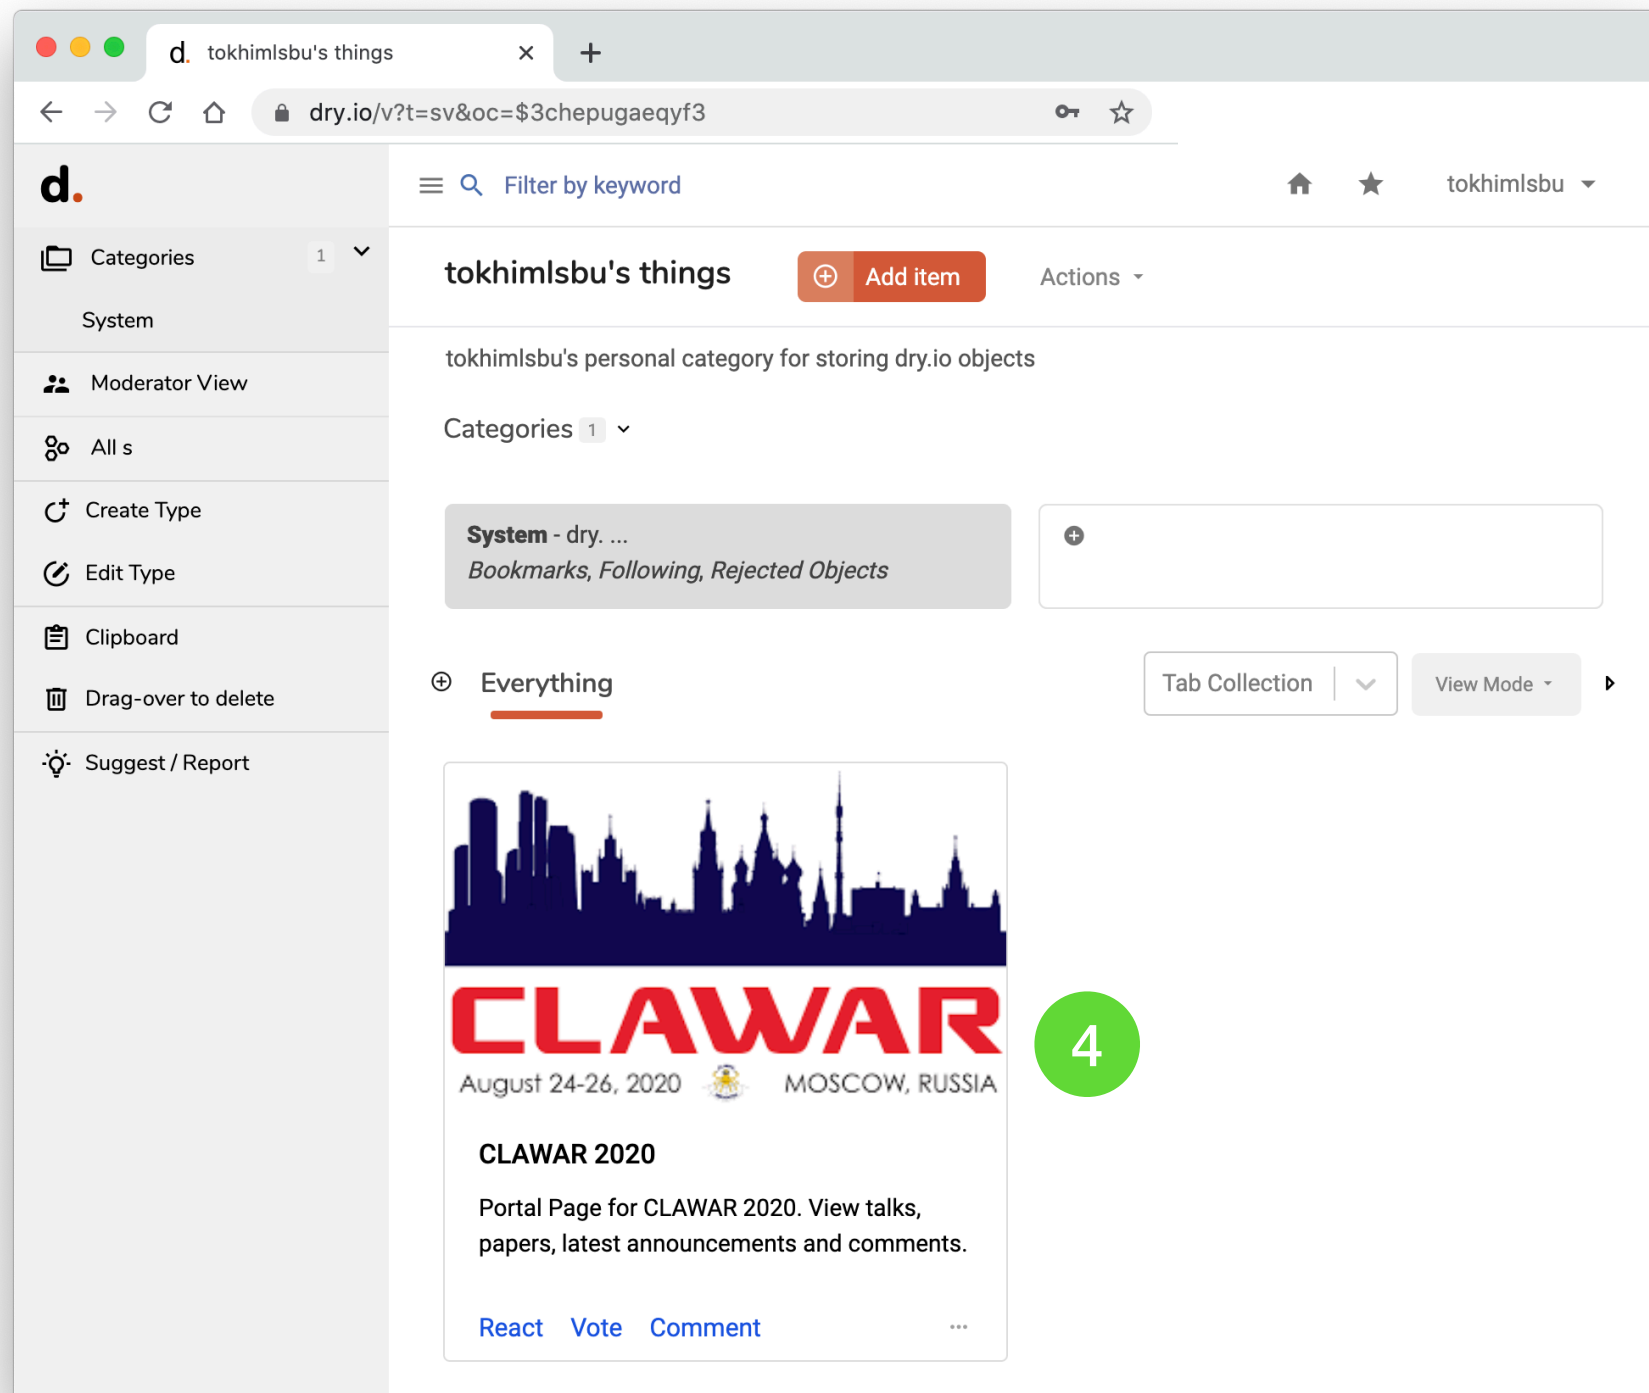 d. tokhimlsbu's things
dry.io/v?t=sv&oc=$3chepugaeqyf3
d.
Filter by keyword
tokhimlsbu
Categories 1
System
Moderator View
All s
Create Type
Edit Type
Clipboard
Drag-over to delete
Suggest / Report
tokhimlsbu's things
Add item
Actions
tokhimlsbu's personal category for storing dry.io objects
Categories 1
System - dry. ...
Bookmarks, Following, Rejected Objects
Everything
Tab Collection
View Mode
CLAWAR
August 24-26, 2020 MOSCOW, RUSSIA
4
CLAWAR 2020
Portal Page for CLAWAR 2020. View talks,
papers, latest announcements and comments.
React Vote Comment ...